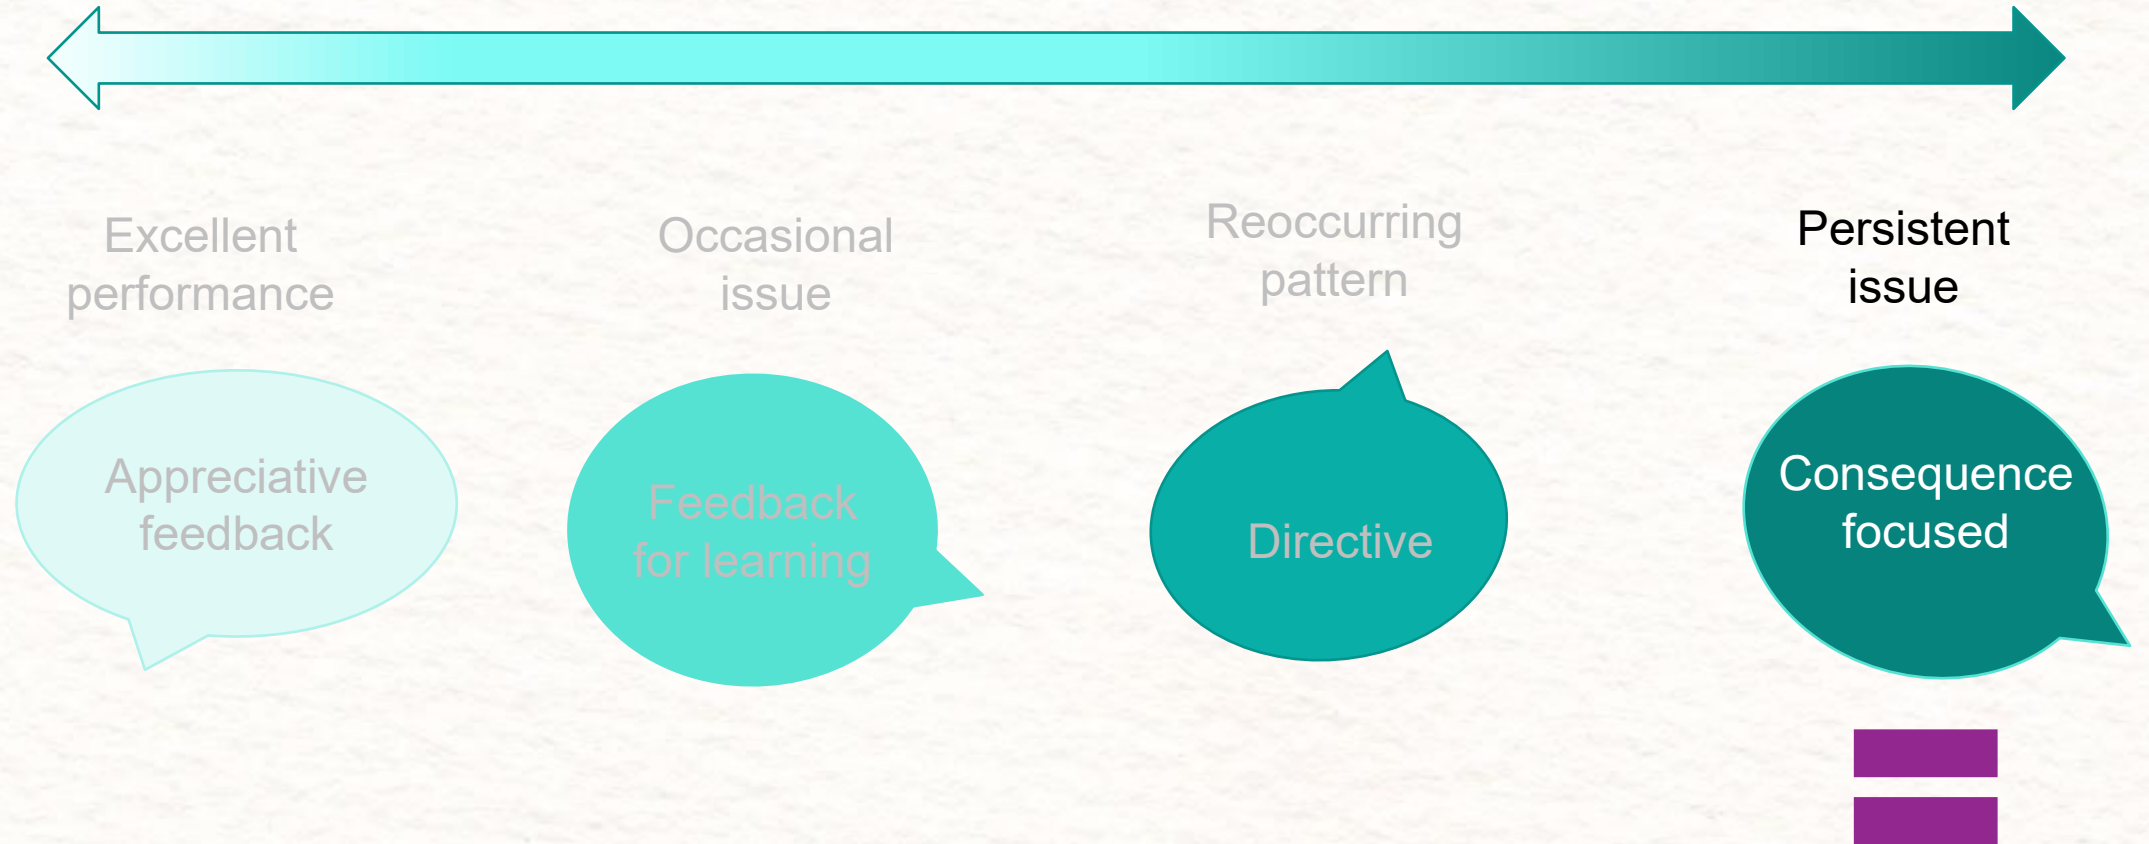 Excellent
performance
Occasional
issue
Reoccurring
pattern
Persistent
issue
Appreciative
feedback
Feedback
for learning
Directive
Consequence
focused